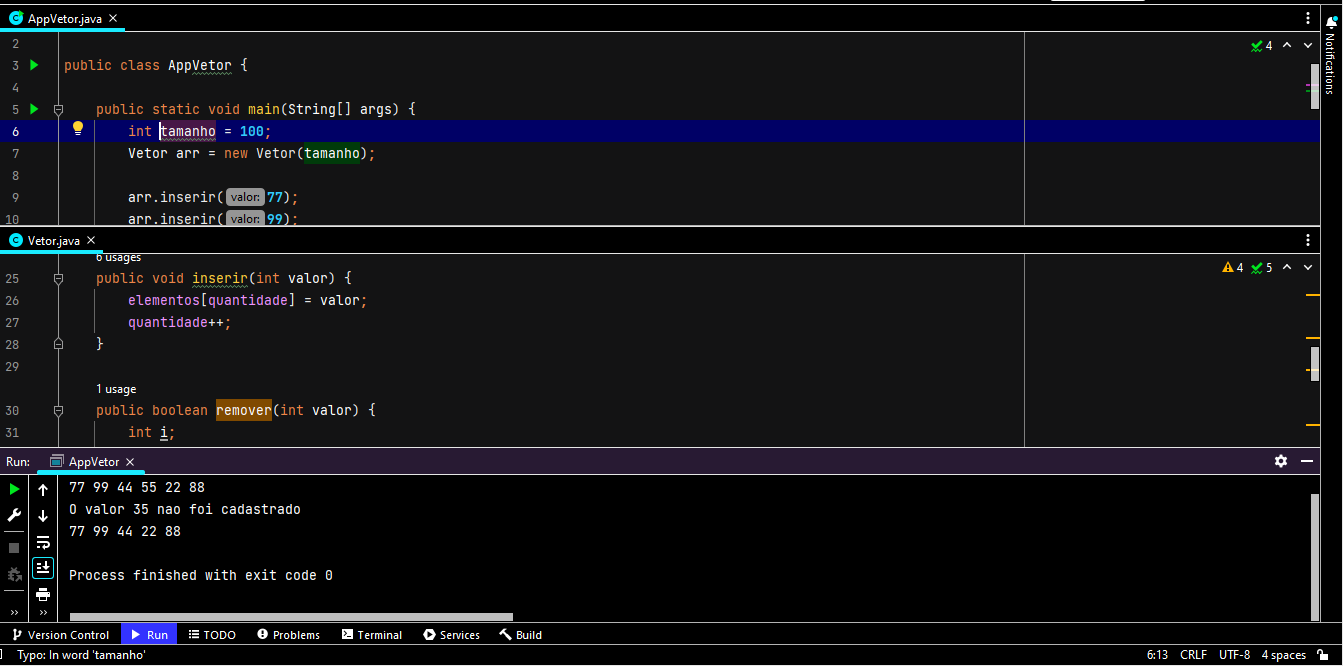 AppVetor.java
4
2
3 public class AppVetor {
4
5 public static void main(String[] args) {
6 int tamanho = 100;
7 Vetor arr = new Vetor(tamanho);
8
9 arr.inserir( valor: 77);
10 arr.inserir( valor: 99);
Notifications
Vetor.java
4 5
6 usages
25 public void inserir(int valor) {
26 elementos[quantidade] = valor;
27 quantidade++;
28 }
29
1 usage
30 public boolean remover(int valor) {
31 int i;
Run: AppVetor
77 99 44 55 22 88
O valor 35 nao foi cadastrado
77 99 44 22 88
Process finished with exit code 0
Version Control Run TODO Problems Terminal Services Build
Typo: In word 'tamanho' 6:13 CRLF UTF-8 4 spaces